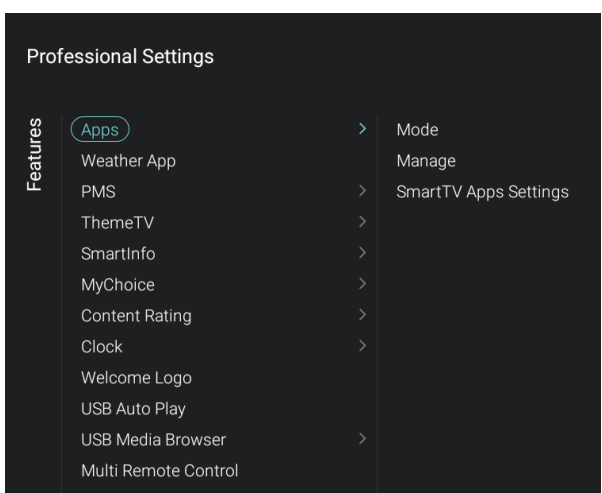 Professional Settings
Features
Apps
Weather App
PMS
ThemeTV
SmartInfo
MyChoice
Content Rating
Clock
Welcome Logo
USB Auto Play
USB Media Browser
Multi Remote Control
Mode
Manage
SmartTV Apps Settings